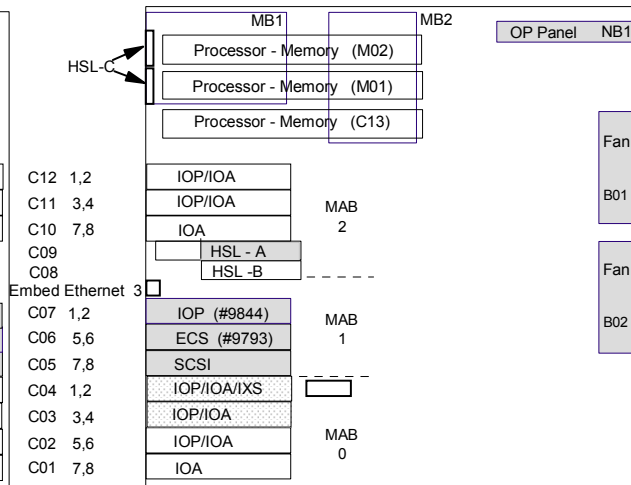 MB1
MB2
OP Panel NB1
Processor - Memory (M02)
HSL-C
Processor - Memory (M01)
Processor - Memory (C13)
Fan
B01
C12 1,2 IOP/IOA
C11 3,4 IOP/IOA
MAB
2
C10 7,8 IOA
C09 HSL - A
C08 HSL -B
Fan
B02
Embed Ethernet 3
C07 1,2 IOP (#9844)
MAB
1
C06 5,6 ECS (#9793)
C05 7,8 SCSI
C04 1,2 IOP/IOA/IXS
C03 3,4 IOP/IOA
MAB
0
C02 5,6 IOP/IOA
C01 7,8 IOA